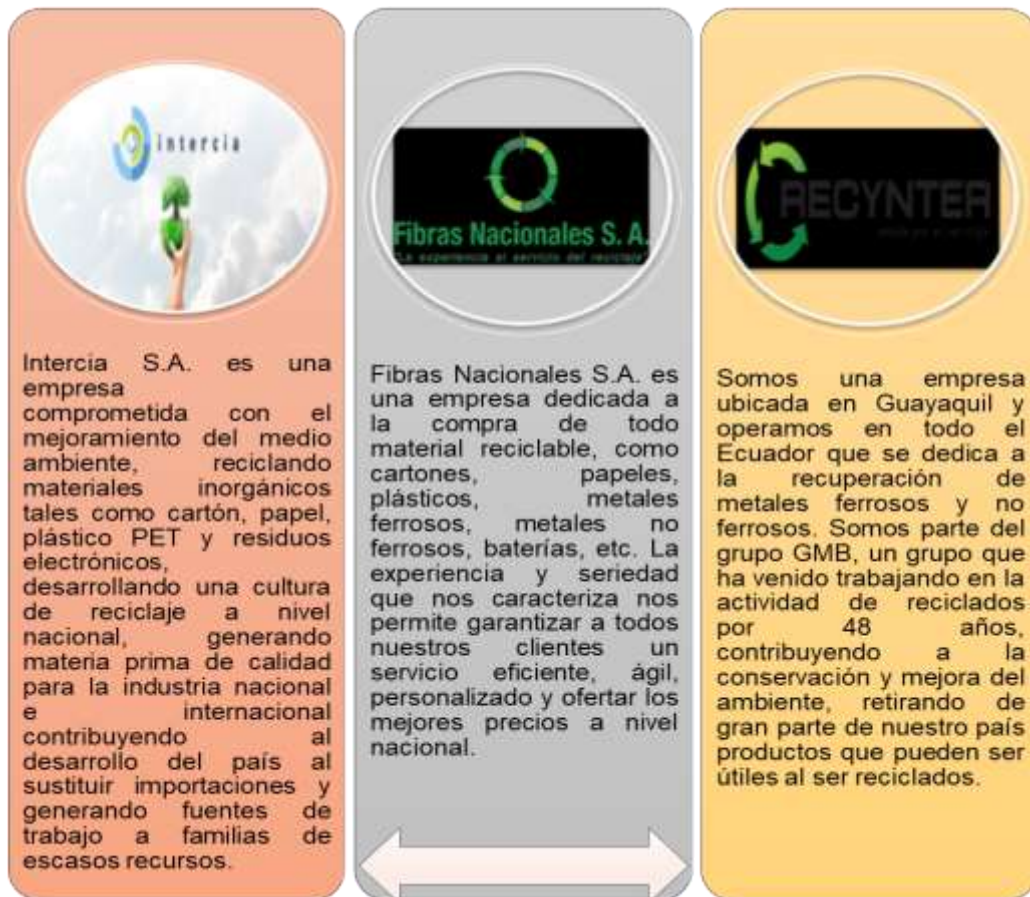 intercia
Intercia S.A. es una
empresa
comprometida con el
mejoramiento del medio
ambiente, reciclando
materiales inorgánicos
tales como cartón, papel,
plástico PET y residuos
electrónicos,
desarrollando una cultura
de reciclaje a nivel
nacional, generando
materia prima de calidad
para la industria nacional
e internacional
contribuyendo al
desarrollo del país al
sustituir importaciones y
generando fuentes de
trabajo a familias de
escasos recursos.
Fibras Nacionales S. A.
"La experiencia al servicio del reciclaje"
Fibras Nacionales S.A. es
una empresa dedicada a
la compra de todo
material reciclable, como
cartones, papeles,
plásticos, metales
ferrosos, metales no
ferrosos, baterías, etc. La
experiencia y seriedad
que nos caracteriza nos
permite garantizar a todos
nuestros clientes un
servicio eficiente, ágil,
personalizado y ofertar los
mejores precios a nivel
nacional.
RECYNTER
Somos una empresa
ubicada en Guayaquil y
operamos en todo el
Ecuador que se dedica a
la recuperación de
metales ferrosos y no
ferrosos. Somos parte del
grupo GMB, un grupo que
ha venido trabajando en la
actividad de reciclados
por 48 años,
contribuyendo a la
conservación y mejora del
ambiente, retirando de
gran parte de nuestro país
productos que pueden ser
útiles al ser reciclados.